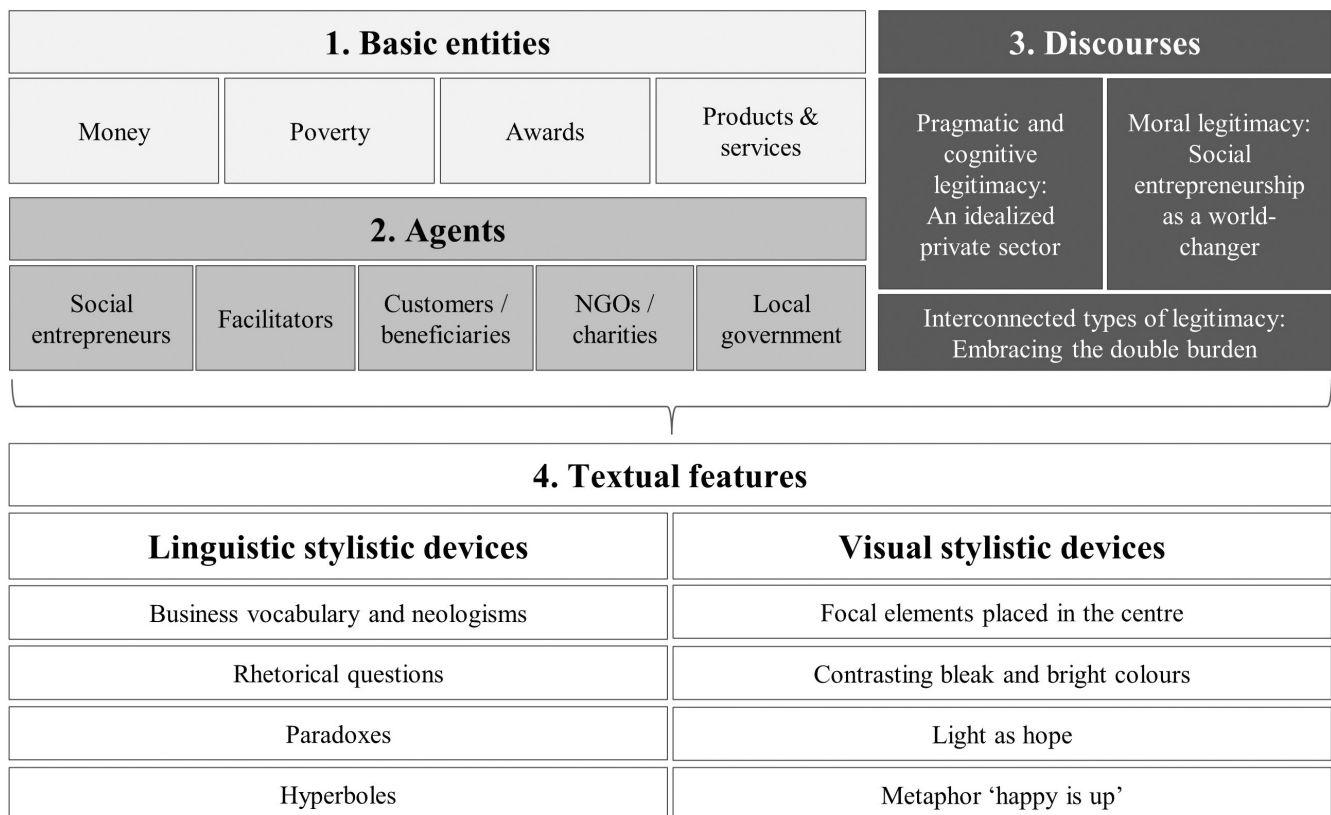 1. Basic entities
Money
Poverty
Awards
Products &
services
2. Agents
Social
entrepreneurs
Facilitators
Customers /
beneficiaries
NGOs /
charities
Local
government
3. Discourses
Pragmatic and
cognitive
legitimacy:
An idealized
private sector
Moral legitimacy:
Social
entrepreneurship
as a world-
changer
Interconnected types of legitimacy:
Embracing the double burden
4. Textual features
Linguistic stylistic devices
Business vocabulary and neologisms
Rhetorical questions
Paradoxes
Hyperboles
Visual stylistic devices
Focal elements placed in the centre
Contrasting bleak and bright colours
Light as hope
Metaphor ‘happy is up’